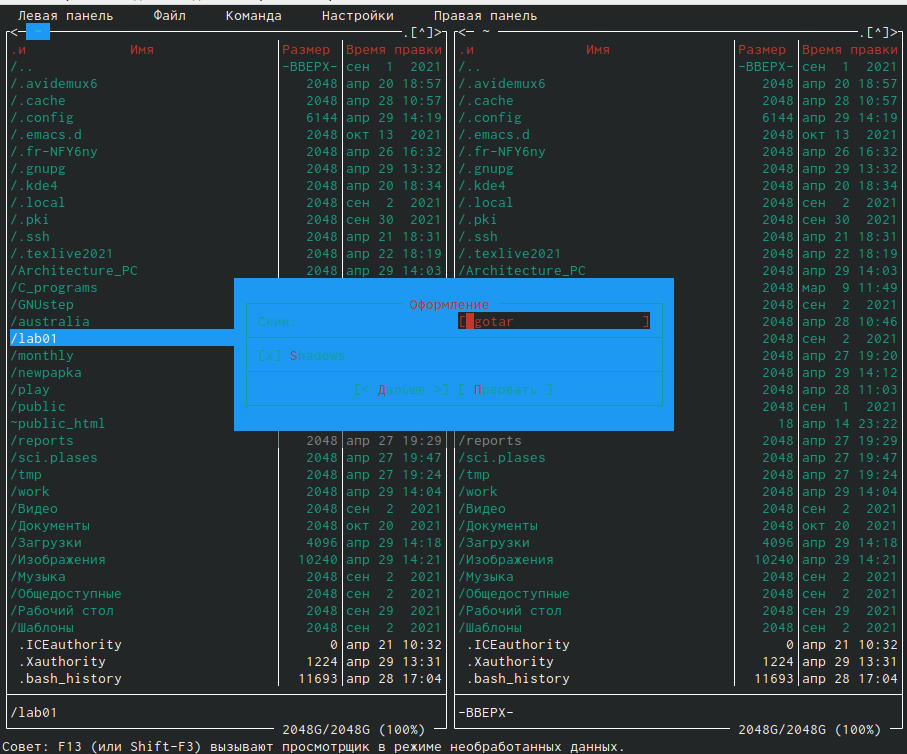 Левая панель Файл Команда Настройки Правая панель
<─ ~ .[^]> <─ ~ .[^]>
.и Имя Размер Время правки .и Имя Размер Время правки
/.. -ВВЕРХ- сен 1 2021 /.. -ВВЕРХ- сен 1 2021
/.avidemux6 2048 апр 20 18:57 /.avidemux6 2048 апр 20 18:57
/.cache 2048 апр 28 10:57 /.cache 2048 апр 28 10:57
/.config 6144 апр 29 14:19 /.config 6144 апр 29 14:19
/.emacs.d 2048 окт 13 2021 /.emacs.d 2048 окт 13 2021
/.fr-NFY6ny 2048 апр 26 16:32 /.fr-NFY6ny 2048 апр 26 16:32
/.gnupg 2048 апр 29 13:32 /.gnupg 2048 апр 29 13:32
/.kde4 2048 апр 20 18:34 /.kde4 2048 апр 20 18:34
/.local 2048 сен 2 2021 /.local 2048 сен 2 2021
/.pki 2048 сен 30 2021 /.pki 2048 сен 30 2021
/.ssh 2048 апр 21 18:31 /.ssh 2048 апр 21 18:31
/.texlive2021 2048 апр 22 18:19 /.texlive2021 2048 апр 22 18:19
/Architecture_PC 2048 апр 29 14:03 /Architecture_PC 2048 апр 29 14:03
/C_programs 2048 мар 9 11:49
/GNUstep Оформление 2048 сен 2 2021
/australia Скин: [ gotar ] 2048 апр 28 10:46
/lab01 2048 сен 2 2021
/monthly [x] Shadows 2048 апр 27 19:20
/newpapka 2048 апр 29 14:12
/play [< Дальше >] [ Прервать ] 2048 апр 28 11:03
/public 2048 сен 1 2021
~public_html 18 апр 14 23:22
/reports 2048 апр 27 19:29 /reports 2048 апр 27 19:29
/sci.plases 2048 апр 27 19:47 /sci.plases 2048 апр 27 19:47
/tmp 2048 апр 27 19:24 /tmp 2048 апр 27 19:24
/work 2048 апр 29 14:04 /work 2048 апр 29 14:04
/Видео 2048 сен 2 2021 /Видео 2048 сен 2 2021
/Документы 2048 окт 20 2021 /Документы 2048 окт 20 2021
/Загрузки 4096 апр 29 14:18 /Загрузки 4096 апр 29 14:18
/Изображения 10240 апр 29 14:21 /Изображения 10240 апр 29 14:21
/Музыка 2048 сен 2 2021 /Музыка 2048 сен 2 2021
/Общедоступные 2048 сен 2 2021 /Общедоступные 2048 сен 2 2021
/Рабочий стол 2048 сен 29 2021 /Рабочий стол 2048 сен 29 2021
/Шаблоны 2048 сен 2 2021 /Шаблоны 2048 сен 2 2021
.ICEauthority 0 апр 21 10:32 .ICEauthority 0 апр 21 10:32
.Xauthority 1224 апр 29 13:31 .Xauthority 1224 апр 29 13:31
.bash_history 11693 апр 28 17:04 .bash_history 11693 апр 28 17:04
/lab01 -ВВЕРХ-
2048G/2048G (100%) 2048G/2048G (100%)
Совет: F13 (или Shift-F3) вызывают просмотрщик в режиме необработанных данных.